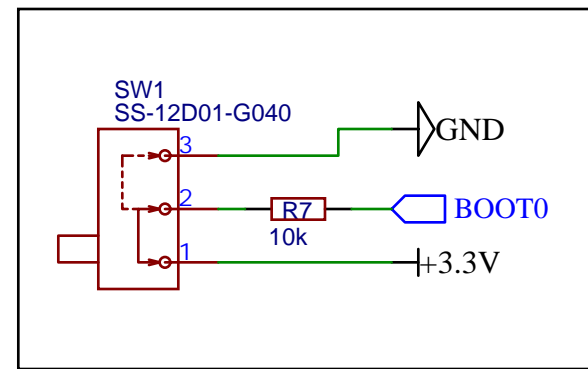 SW1
SS-12D01-G040
3
GND
2
R7
BOOT0
10k
1
+3.3V